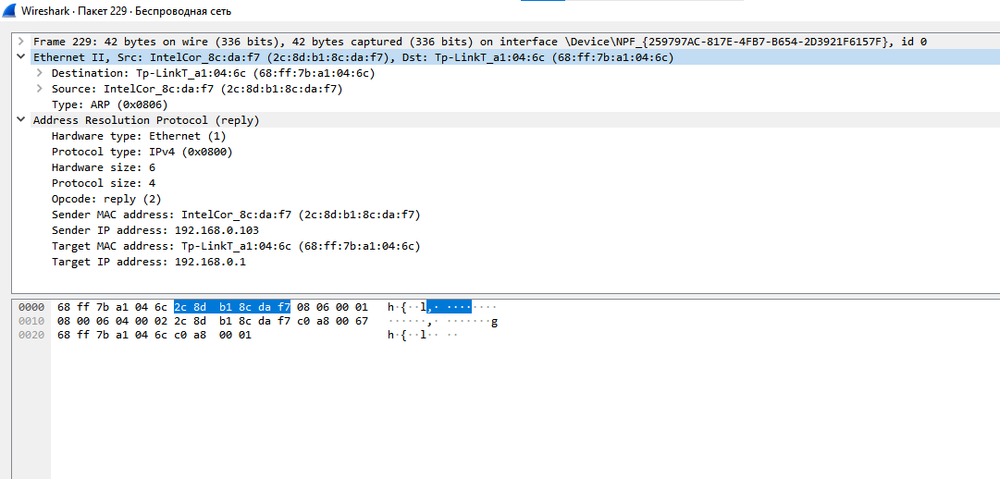 Wireshark · Пакет 229 · Беспроводная сеть
Frame 229: 42 bytes on wire (336 bits), 42 bytes captured (336 bits) on interface \Device\NPF_{259797AC-817E-4FB7-B654-2D3921F6157F}, id 0
Ethernet II, Src: IntelCor_8c:da:f7 (2c:8d:b1:8c:da:f7), Dst: Tp-LinkT_a1:04:6c (68:ff:7b:a1:04:6c)
Destination: Tp-LinkT_a1:04:6c (68:ff:7b:a1:04:6c)
Source: IntelCor_8c:da:f7 (2c:8d:b1:8c:da:f7)
Type: ARP (0x0806)
Address Resolution Protocol (reply)
Hardware type: Ethernet (1)
Protocol type: IPv4 (0x0800)
Hardware size: 6
Protocol size: 4
Opcode: reply (2)
Sender MAC address: IntelCor_8c:da:f7 (2c:8d:b1:8c:da:f7)
Sender IP address: 192.168.0.103
Target MAC address: Tp-LinkT_a1:04:6c (68:ff:7b:a1:04:6c)
Target IP address: 192.168.0.1
0000 68 ff 7b a1 04 6c 2c 8d b1 8c da f7 08 06 00 01 h·{··l,· ········
0010 08 00 06 04 00 02 2c 8d b1 8c da f7 c0 a8 00 67 ······,· ·······g
0020 68 ff 7b a1 04 6c c0 a8 00 01 h·{··l·· ··